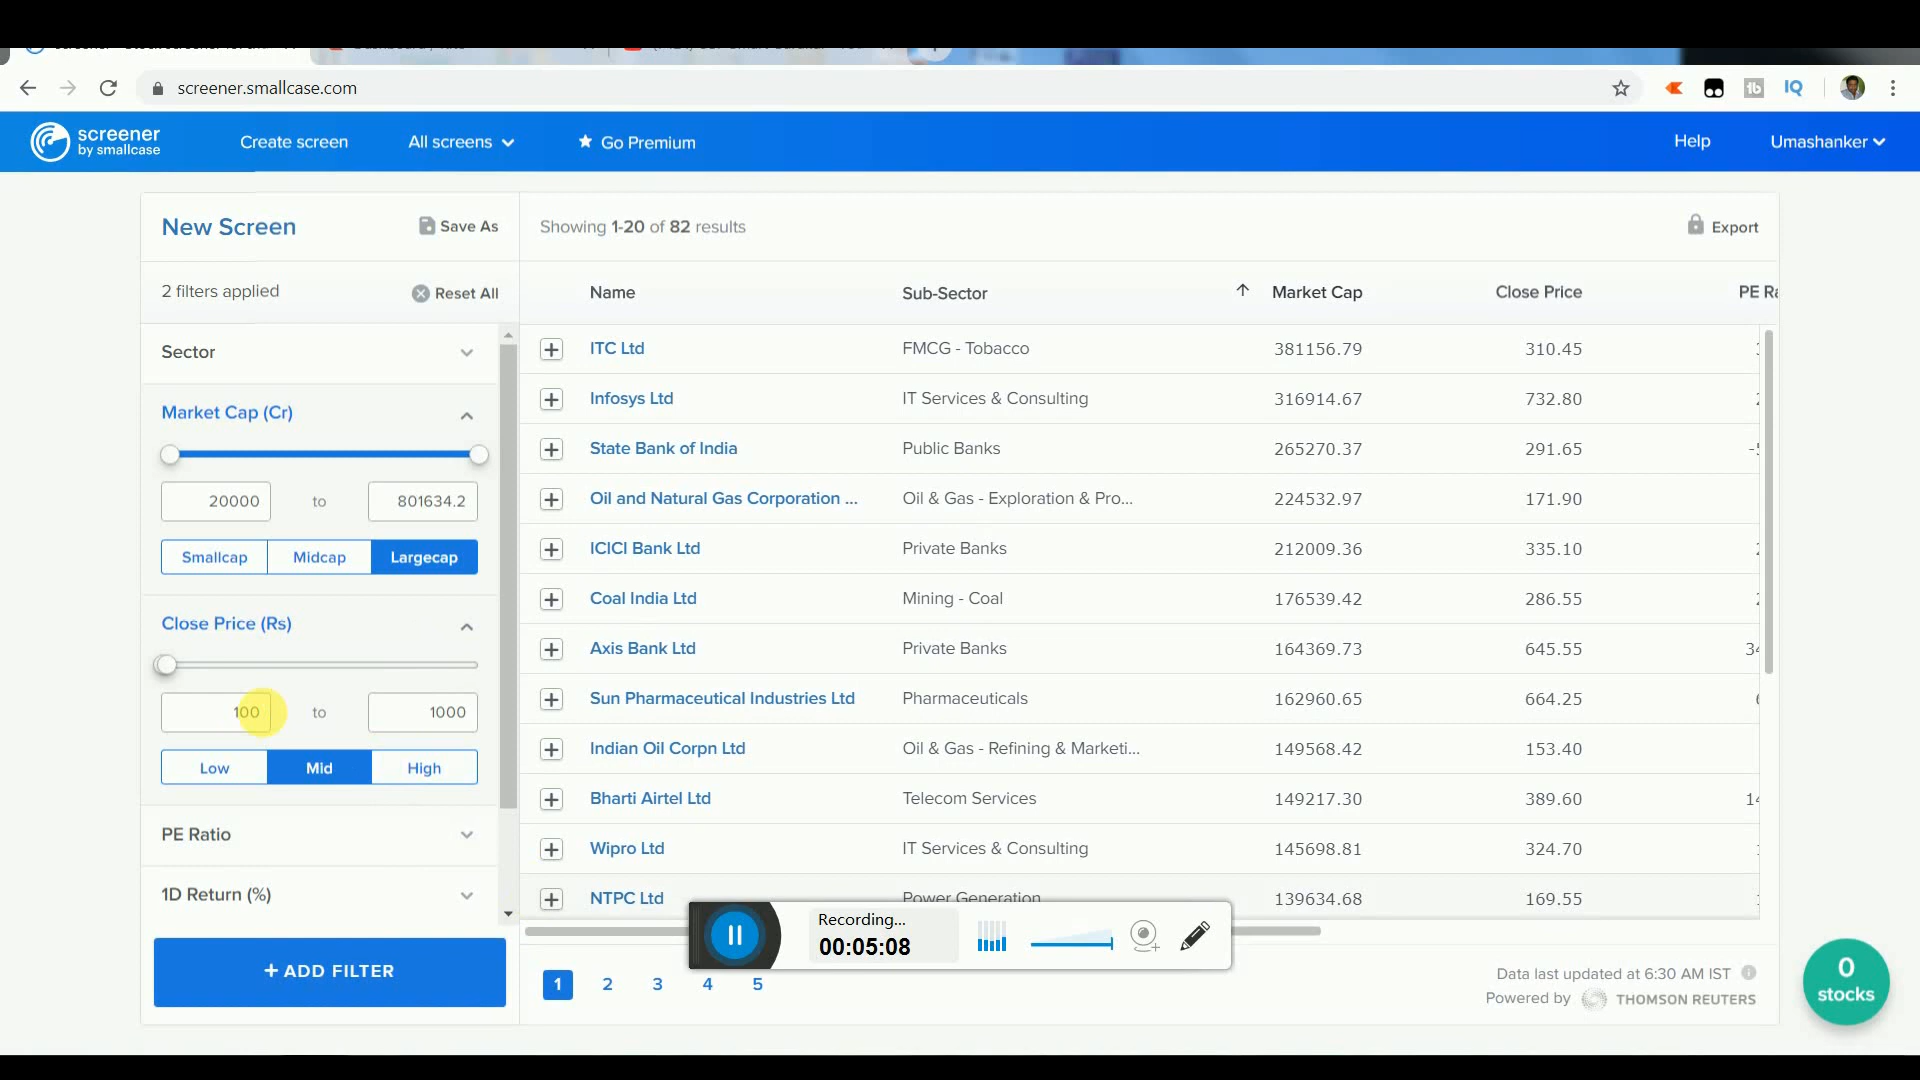 screener.smallcase.com
IQ
screener
by smallcase
Create screen
All screens
Go Premium
Help
Umashanker
New Screen
Save As
Showing 1-20 of 82 results
Export
2 filters applied
Reset All
Name Sub-Sector Market Cap Close Price PE Ra
Sector
Market Cap (Cr)
20000 to 801634.2
Smallcap Midcap Largecap
Close Price (Rs)
100 to 1000
Low Mid High
PE Ratio
1D Return (%)
+ ADD FILTER
ITC Ltd FMCG - Tobacco 381156.79 310.45
Infosys Ltd IT Services & Consulting 316914.67 732.80
State Bank of India Public Banks 265270.37 291.65
Oil and Natural Gas Corporation ... Oil & Gas - Exploration & Pro... 224532.97 171.90
ICICI Bank Ltd Private Banks 212009.36 335.10
Coal India Ltd Mining - Coal 176539.42 286.55
Axis Bank Ltd Private Banks 164369.73 645.55 34
Sun Pharmaceutical Industries Ltd Pharmaceuticals 162960.65 664.25
Indian Oil Corpn Ltd Oil & Gas - Refining & Marketi... 149568.42 153.40
Bharti Airtel Ltd Telecom Services 149217.30 389.60 14
Wipro Ltd IT Services & Consulting 145698.81 324.70
NTPC Ltd Power Generation 139634.68 169.55
Recording...
00:05:08
1 2 3 4 5
Data last updated at 6:30 AM IST
Powered by THOMSON REUTERS
0
stocks